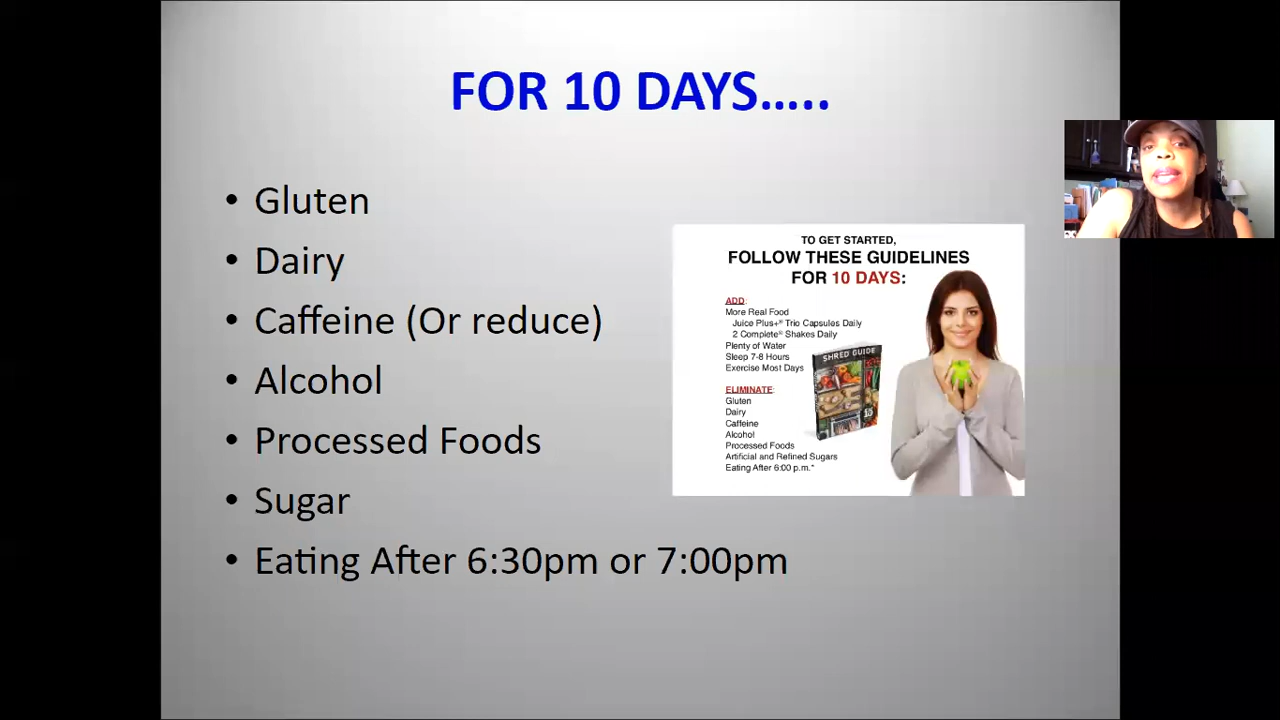 FOR 10 DAYS…..
• Gluten
• Dairy
• Caffeine (Or reduce)
• Alcohol
• Processed Foods
• Sugar
• Eating After 6:30pm or 7:00pm
TO GET STARTED,
FOLLOW THESE GUIDELINES
FOR 10 DAYS:
ADD:
More Real Food
Juice Plus+® Trio Capsules Daily
2 Complete® Shakes Daily
Plenty of Water
Sleep 7-8 Hours
Exercise Most Days
ELIMINATE:
Gluten
Dairy
Caffeine
Alcohol
Processed Foods
Artificial and Refined Sugars
Eating After 6:00 p.m.*
SHRED GUIDE